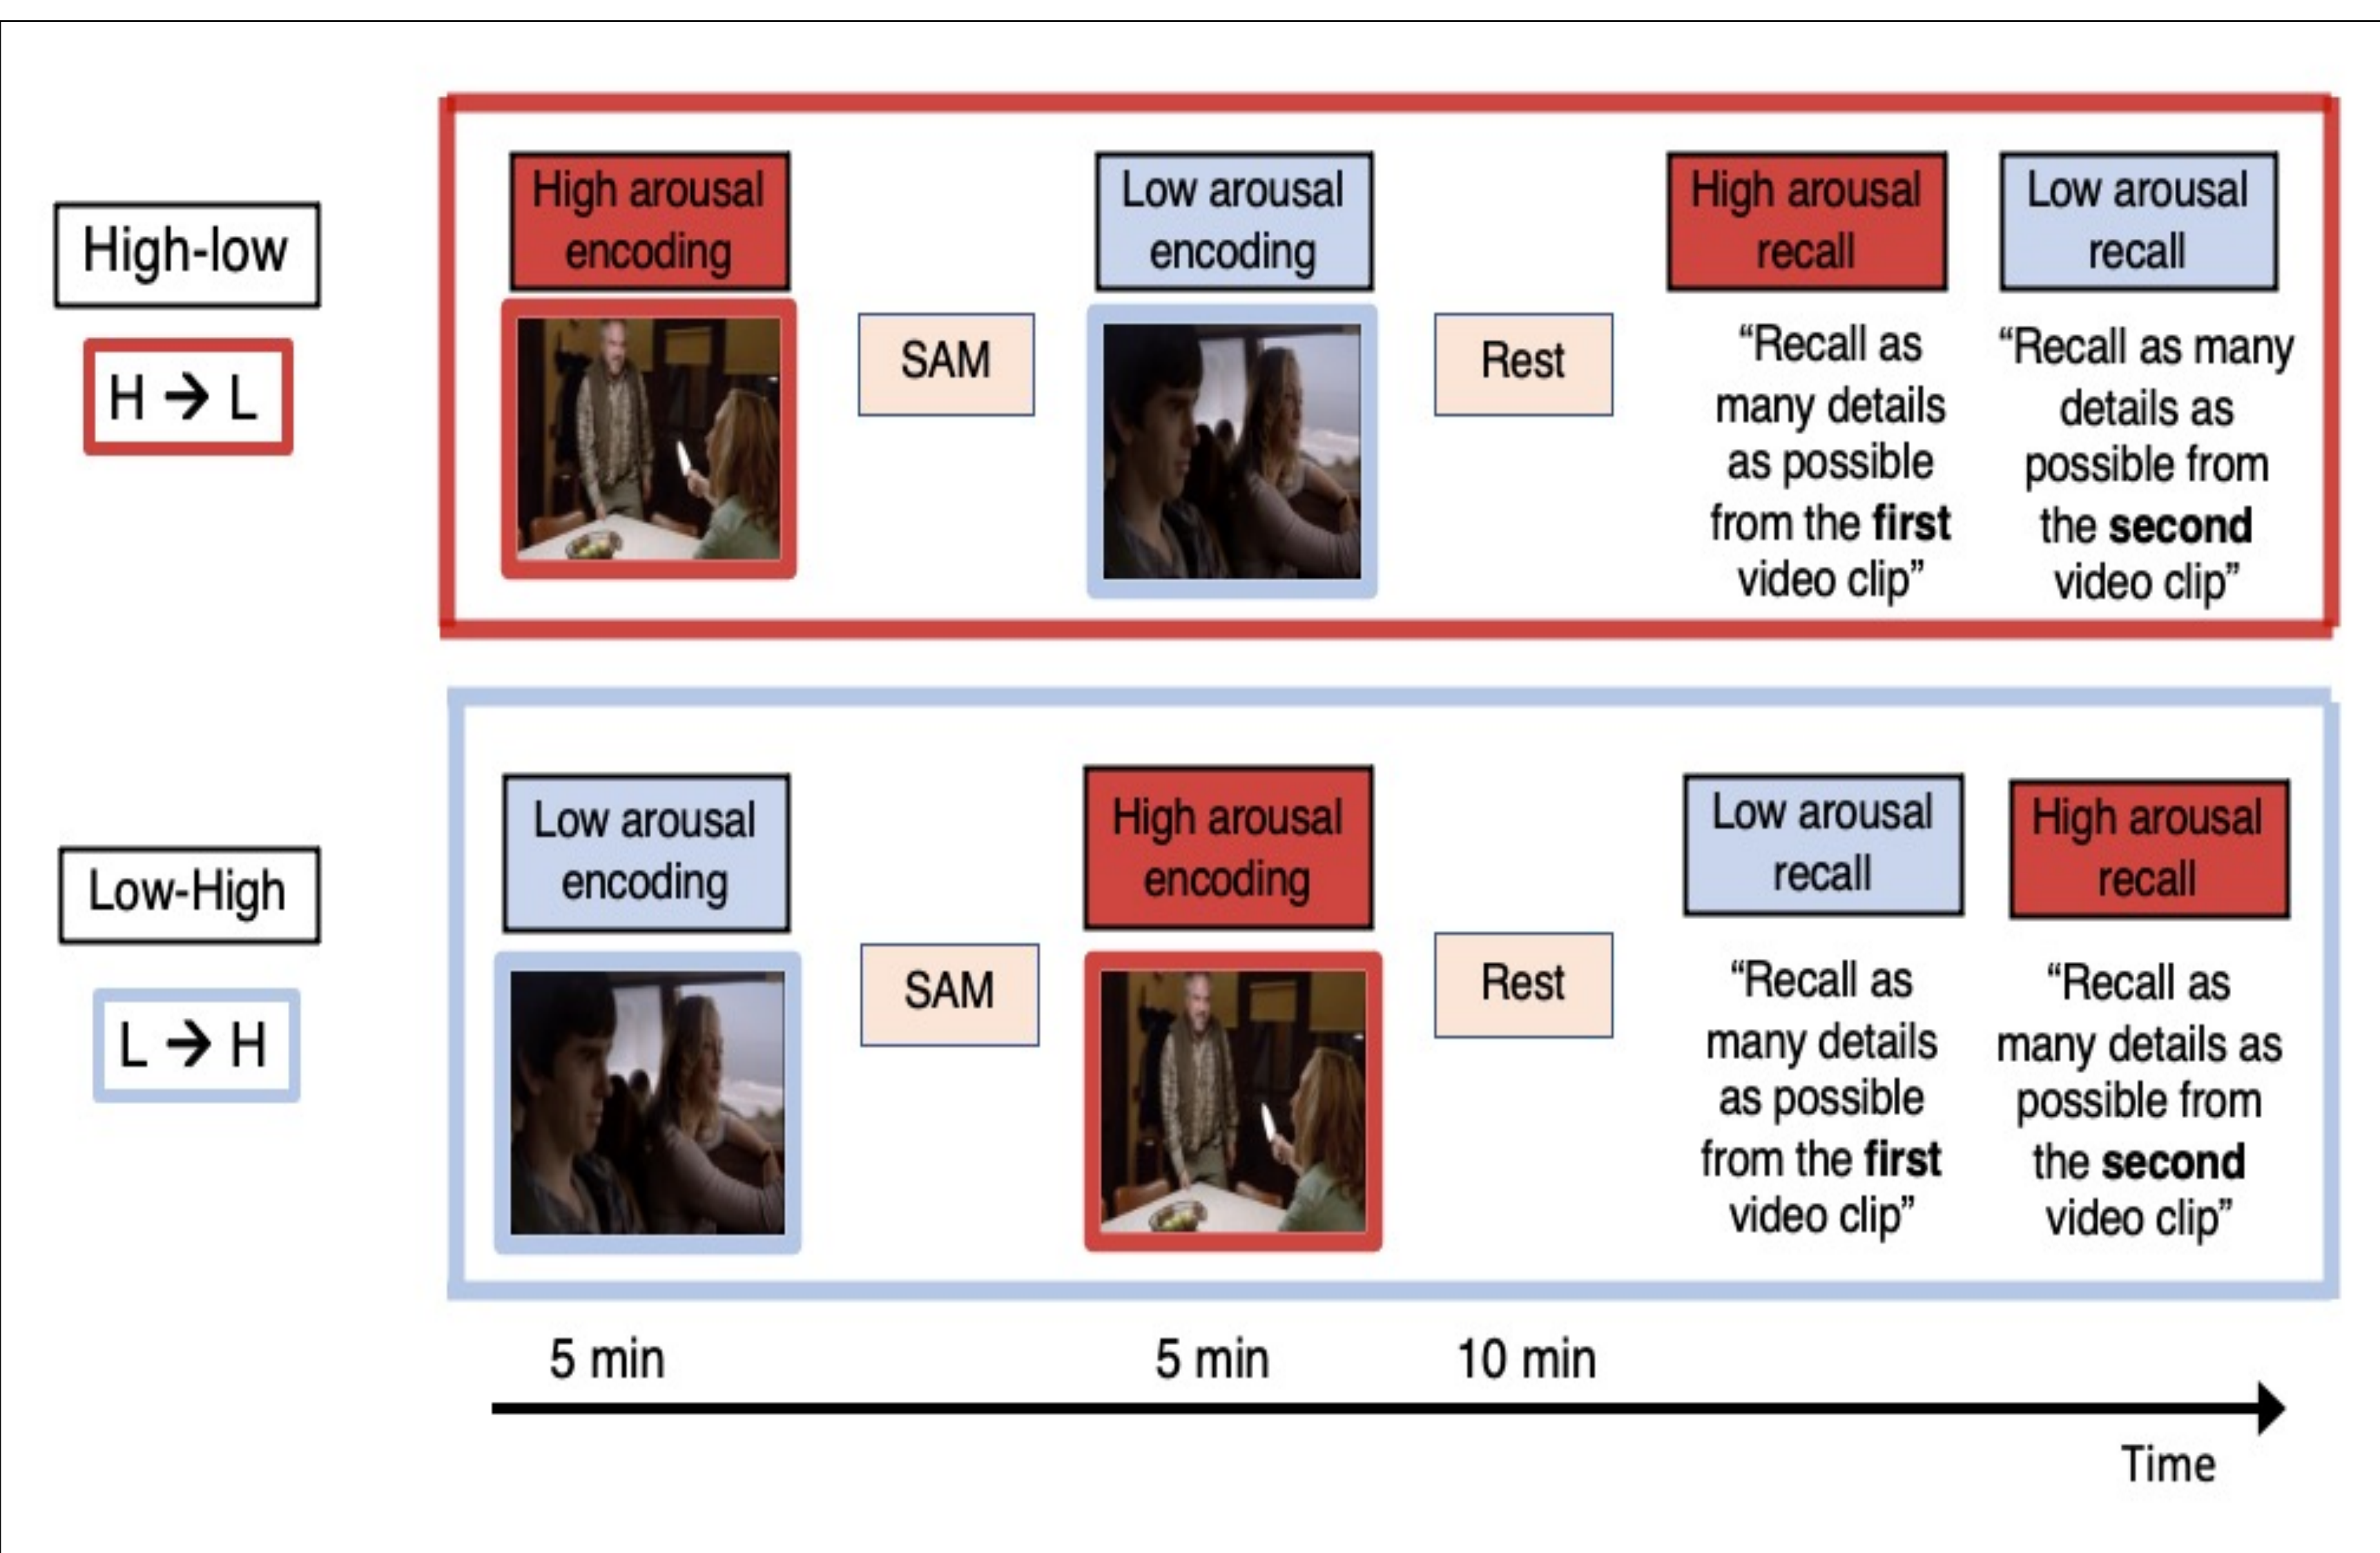 High-low
H → L
High arousal
encoding
SAM
Low arousal
encoding
Rest
High arousal
recall
“Recall as
many details
as possible
from the first
video clip”
Low arousal
recall
“Recall as many
details as
possible from
the second
video clip”
Low-High
L → H
Low arousal
encoding
SAM
High arousal
encoding
Rest
Low arousal
recall
“Recall as
many details
as possible
from the first
video clip”
High arousal
recall
“Recall as
many details as
possible from
the second
video clip”
5 min
5 min
10 min
Time